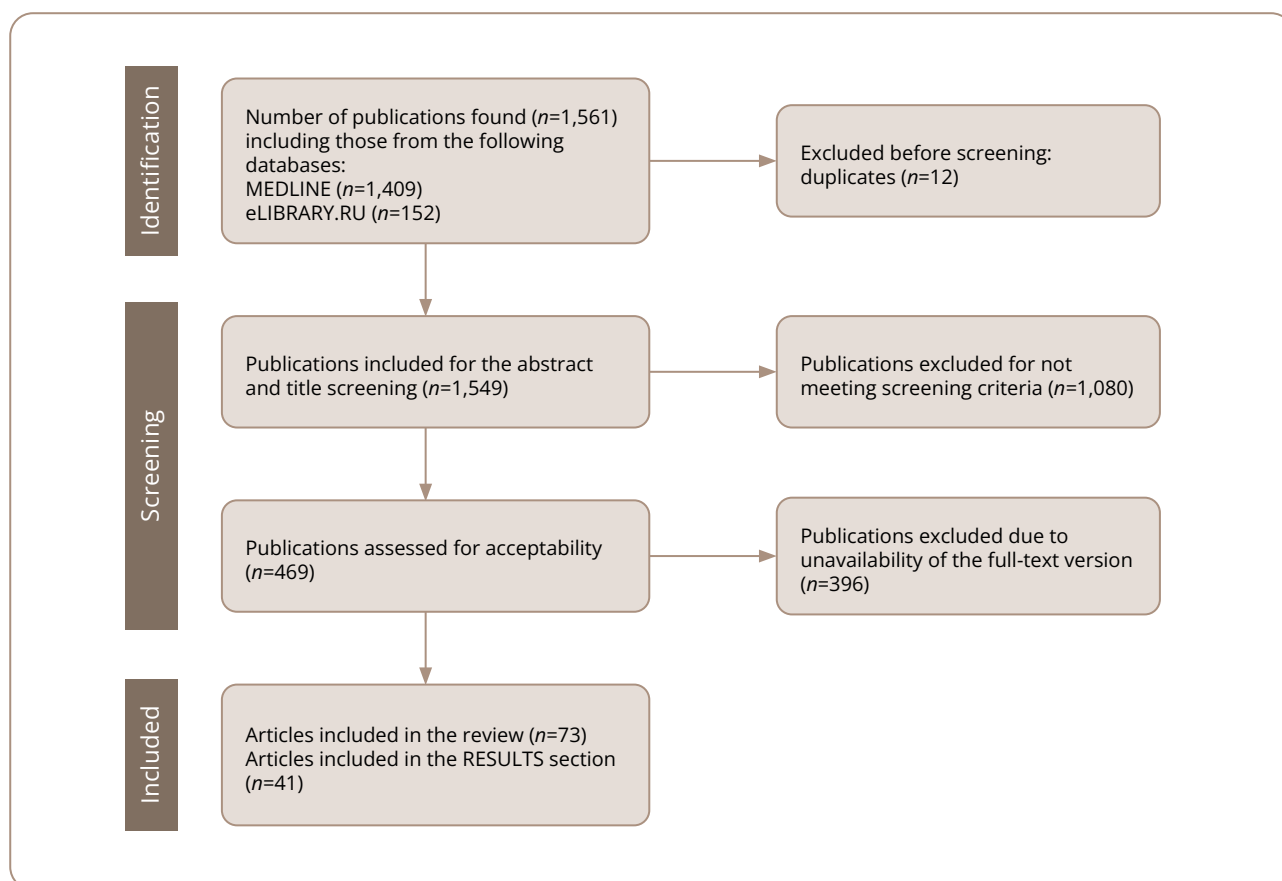 Identification
Number of publications found (n=1,561)
including those from the following
databases:
MEDLINE (n=1,409)
eLIBRARY.RU (n=152)
Excluded before screening:
duplicates (n=12)
Screening
Publications included for the abstract
and title screening (n=1,549)
Publications excluded for not
meeting screening criteria (n=1,080)
Publications assessed for acceptability
(n=469)
Publications excluded due to
unavailability of the full-text version
(n=396)
Included
Articles included in the review (n=73)
Articles included in the RESULTS section
(n=41)